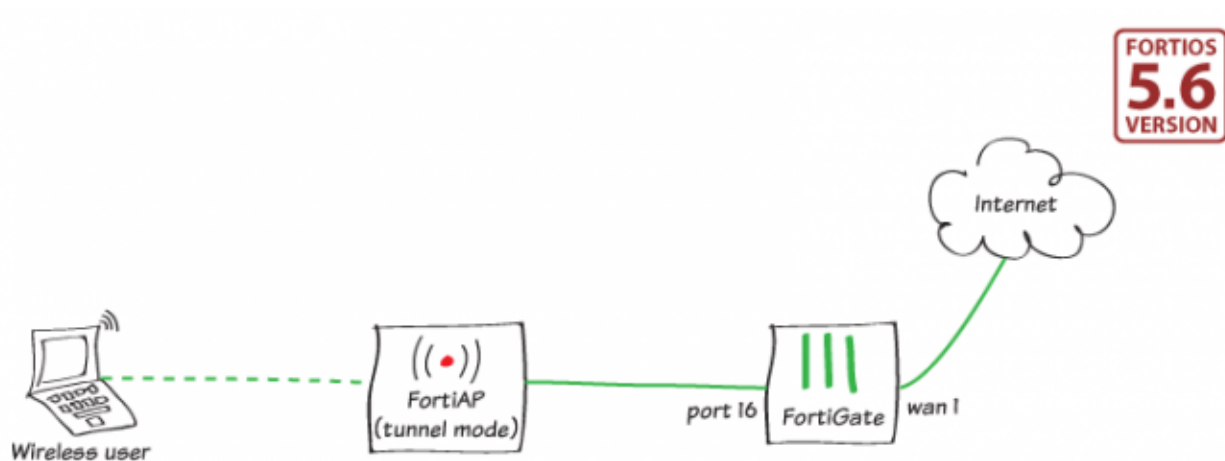 FORTIOS
5.6
VERSION
Internet
FortiAP
(tunnel mode)
port 16
FortiGate
wan 1
Wireless user